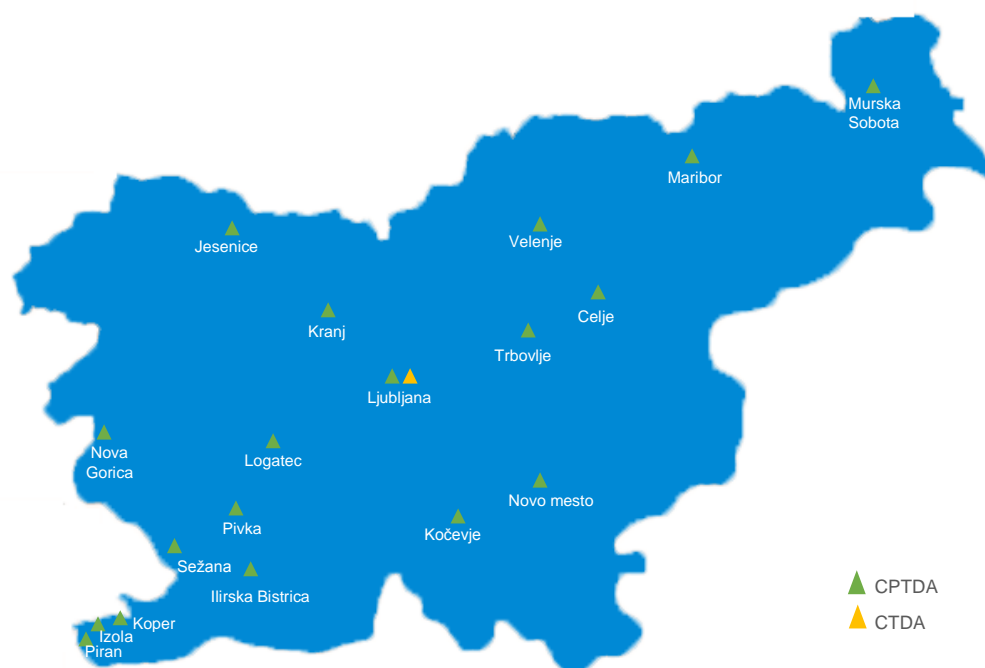 Murska
Sobota
Maribor
Velenje
Jesenice
Celje
Kranj
Trbovlje
Ljubljana
Nova
Gorica
Logatec
Novo mesto
Pivka
Kočevje
Sežana
Ilirska Bistrica
Koper
Izola
Piran
CPTDA
CTDA